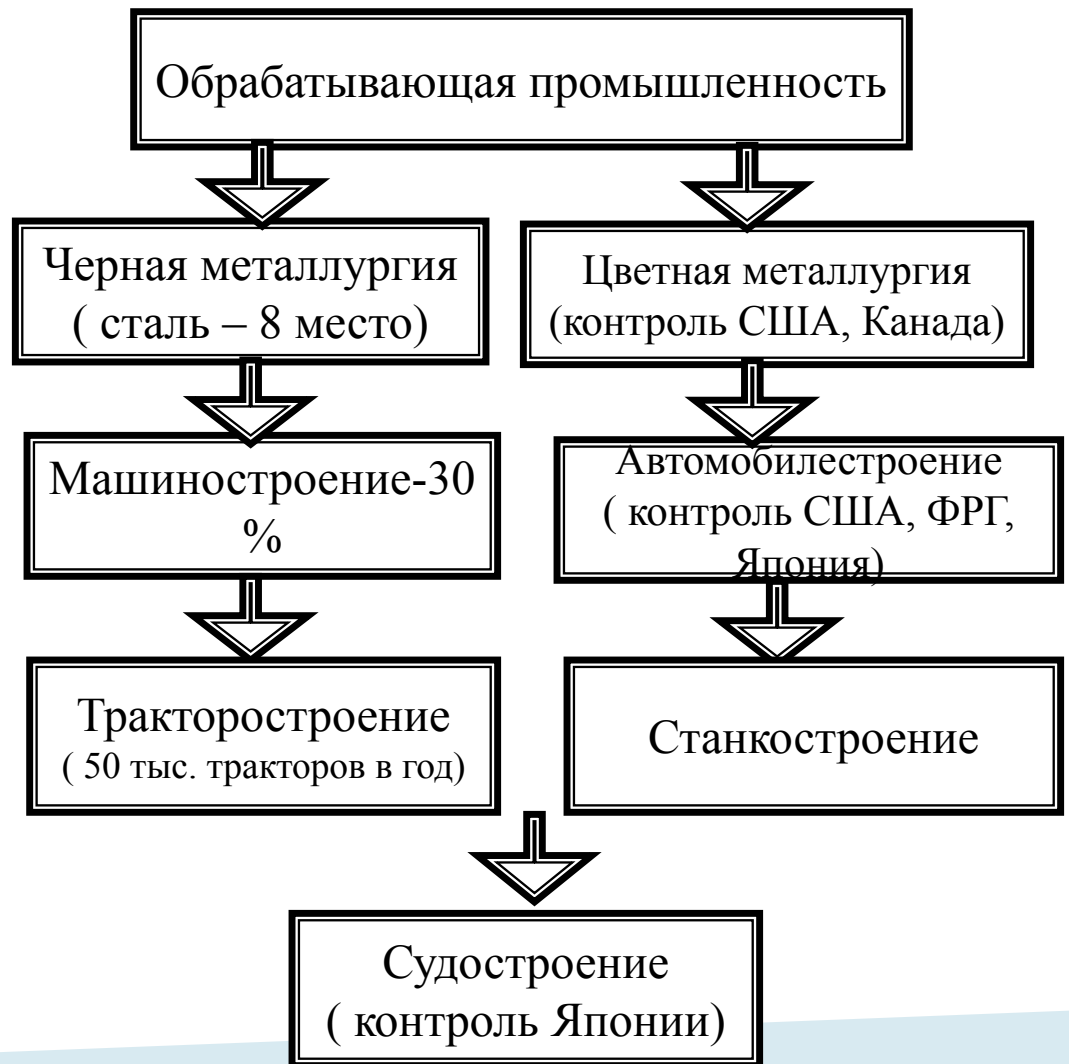 Обрабатывающая промышленность
Черная металлургия
( сталь – 8 место)
Цветная металлургия
(контроль США, Канада)
Машиностроение-30
%
Автомобилестроение
( контроль США, ФРГ,
Япония)
Тракторостроение
( 50 тыс. тракторов в год)
Станкостроение
Судостроение
( контроль Японии)